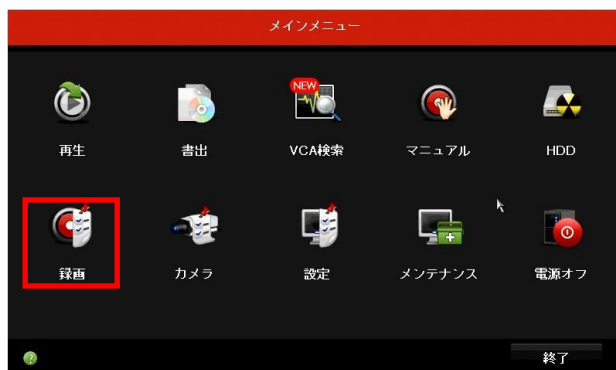 メインメニュー
NEW
再生
書出
VCA検索
マニュアル
HDD
録画
カメラ
設定
メンテナンス
電源オフ
?
終了